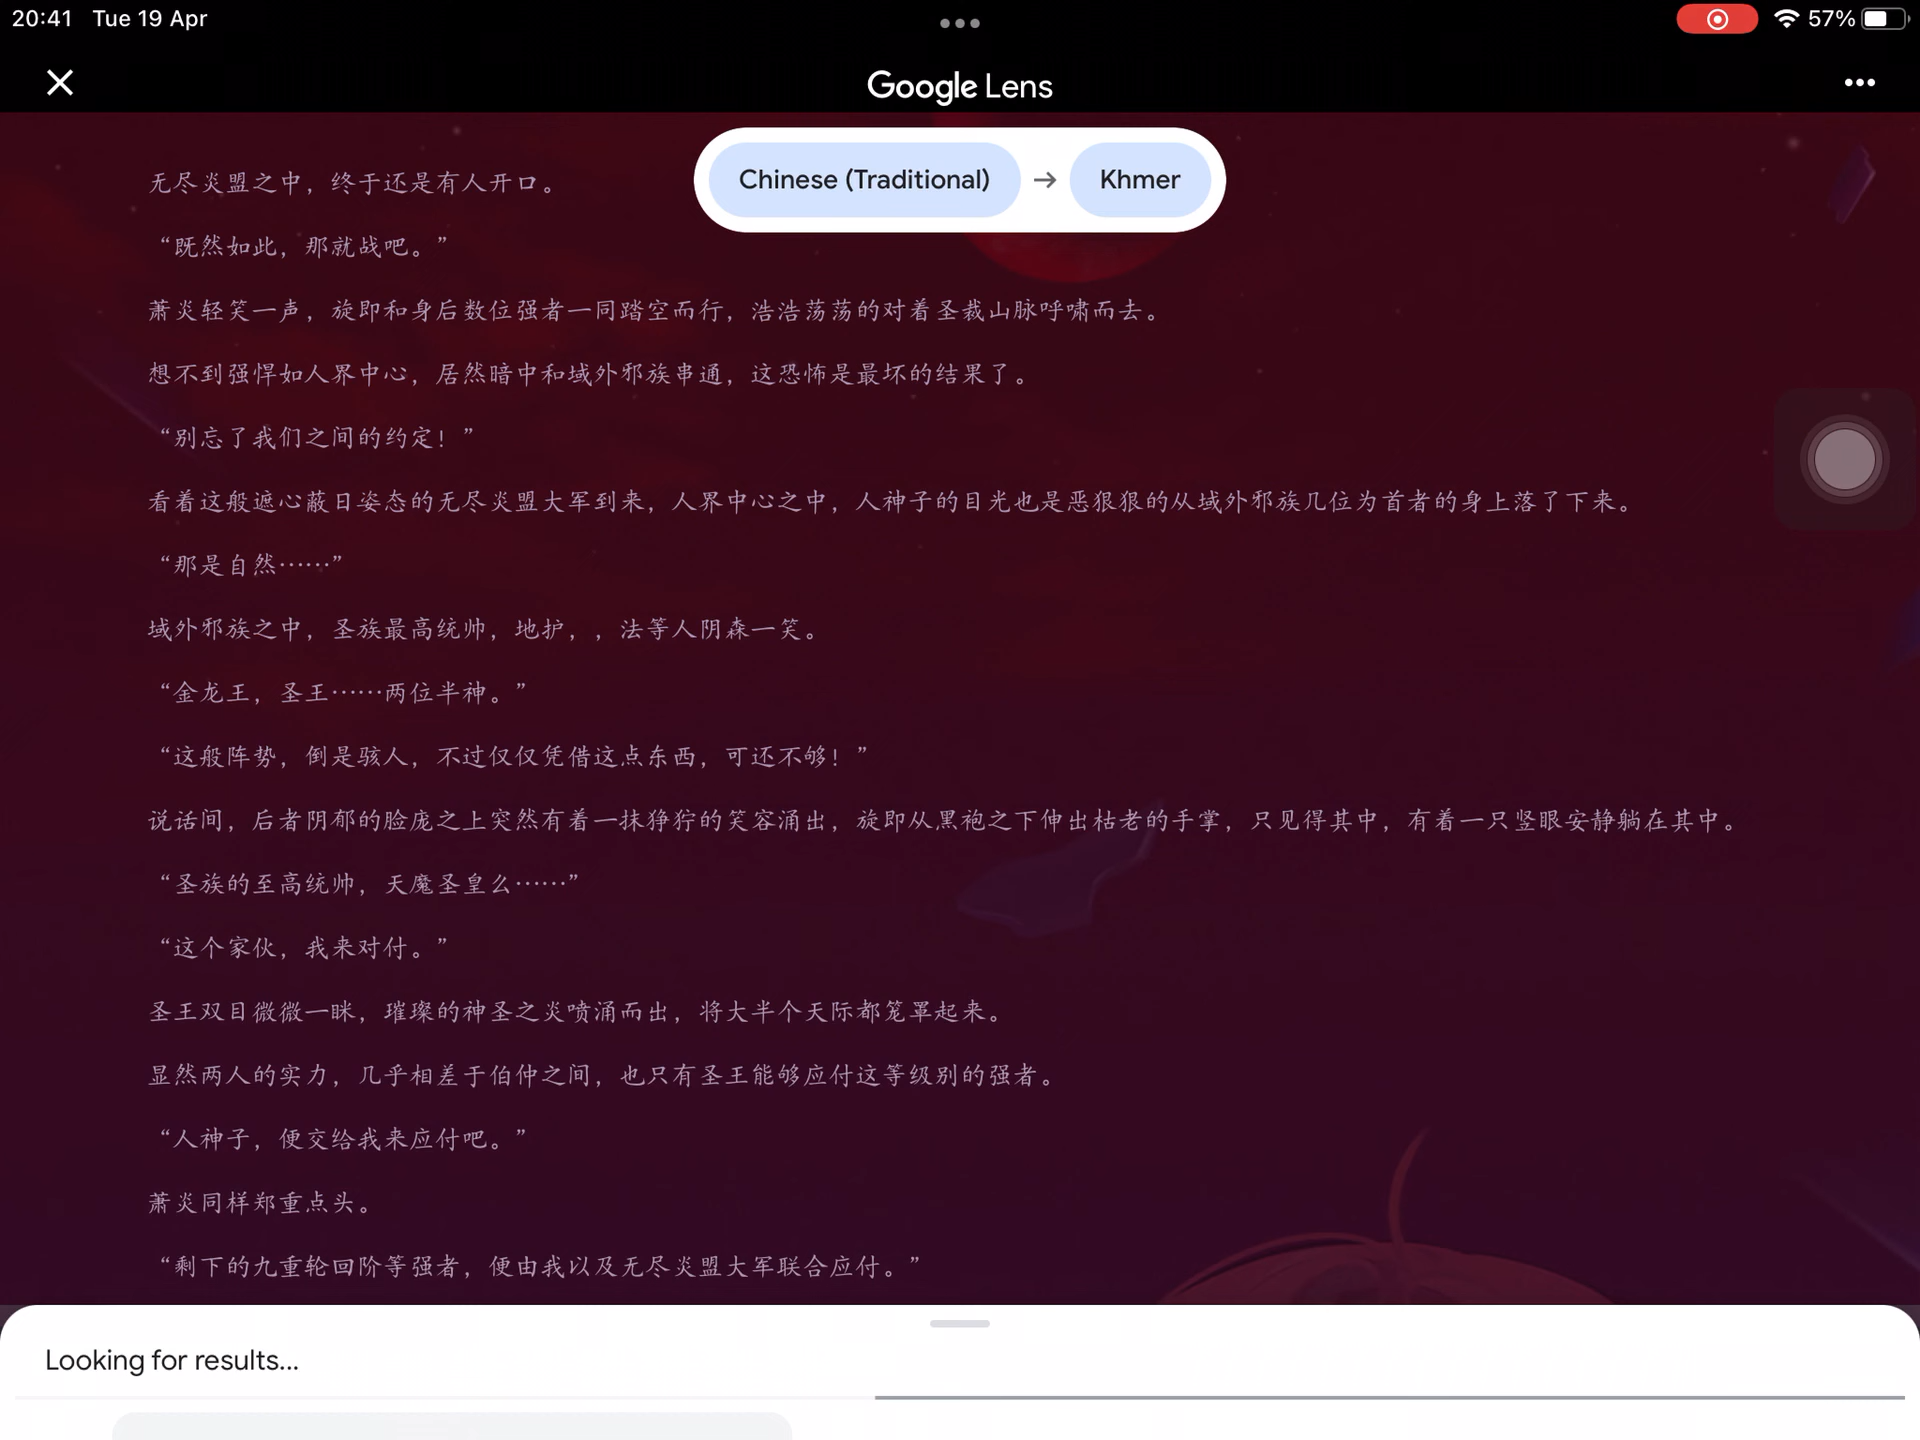 20:41 Tue 19 Apr
57%
Google Lens
Chinese (Traditional) → Khmer
无尽炎盟之中，终于还是有人开口。
“既然如此，那就战吧。”
萧炎轻笑一声，旋即和身后数位强者一同踏空而行，浩浩荡荡的对着圣裁山脉呼啸而去。
想不到强悍如人界中心，居然暗中和域外邪族串通，这恐怖是最坏的结果了。
“别忘了我们之间的约定！”
看着这般遮心蔽日姿态的无尽炎盟大军到来，人界中心之中，人神子的目光也是恶狠狠的从域外邪族几位为首者的身上落了下来。
“那是自然······”
域外邪族之中，圣族最高统帅，地护，，法等人阴森一笑。
“金龙王，圣王······两位半神。”
“这般阵势，倒是骇人，不过仅仅凭借这点东西，可还不够！”
说话间，后者阴郁的脸庞之上突然有着一抹狰狞的笑容涌出，旋即从黑袍之下伸出枯老的手掌，只见得其中，有着一只竖眼安静躺在其中。
“圣族的至高统帅，天魔圣皇么······”
“这个家伙，我来对付。”
圣王双目微微一眯，璀璨的神圣之炎喷涌而出，将大半个天际都笼罩起来。
显然两人的实力，几乎相差于伯仲之间，也只有圣王能够应付这等级别的强者。
“人神子，便交给我来应付吧。”
萧炎同样郑重点头。
“剩下的九重轮回阶等强者，便由我以及无尽炎盟大军联合应付。”
Looking for results...